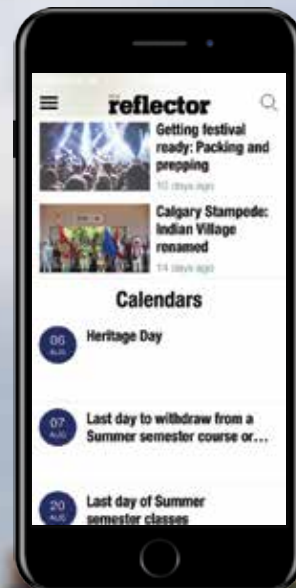 the
reflector
Getting festival
ready: Packing and
prepping
10 days ago
Calgary Stampede:
Indian Village
renamed
14 days ago
Calendars
06
AUG
Heritage Day
07
AUG
Last day to withdraw from a
Summer semester course or...
20
AUG
Last day of Summer
semester classes